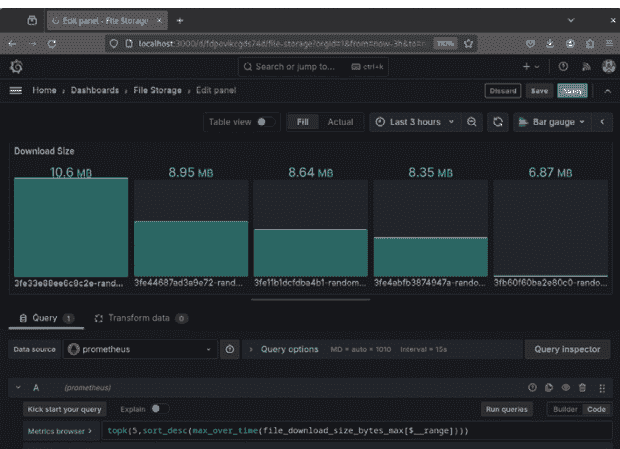 Edit panel - File Storage
localhost:3000/d/fdpevikcgds74d/file-storage?orgId=1&from=now-3h&to=
110%
Search or jump to...
ctrl+k
Home › Dashboards › File Storage › Edit panel
Discard
Save
Apply
Table view
Fill
Actual
Last 3 hours
Bar gauge
Download Size
10.6 MB 8.95 MB 8.64 MB 8.35 MB 6.87 MB
3fe33e88ee6c9c2e-rand... 3fe44687ad3a9e72-rand... 3fe11b1dcfdba4b1-random... 3fe4abfb3874947a-random... 3fb60f60ba2e80c0-rando...
Query 1
Transform data 0
Data source
prometheus
Query options
MD = auto = 1010
Interval = 15s
Query inspector
A
(prometheus)
Kick start your query
Explain
Run queries
Builder
Code
Metrics browser >
topk(5,sort_desc(max_over_time(file_download_size_bytes_max[$__range])))